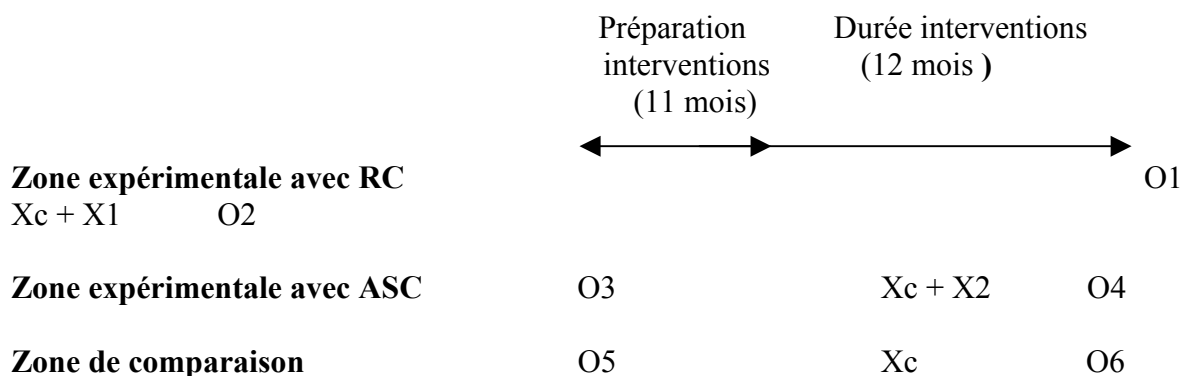 Préparation Durée interventions
interventions (12 mois )
(11 mois)
Zone expérimentale avec RC O1
Xc + X1 O2
Zone expérimentale avec ASC O3 Xc + X2 O4
Zone de comparaison O5 Xc O6